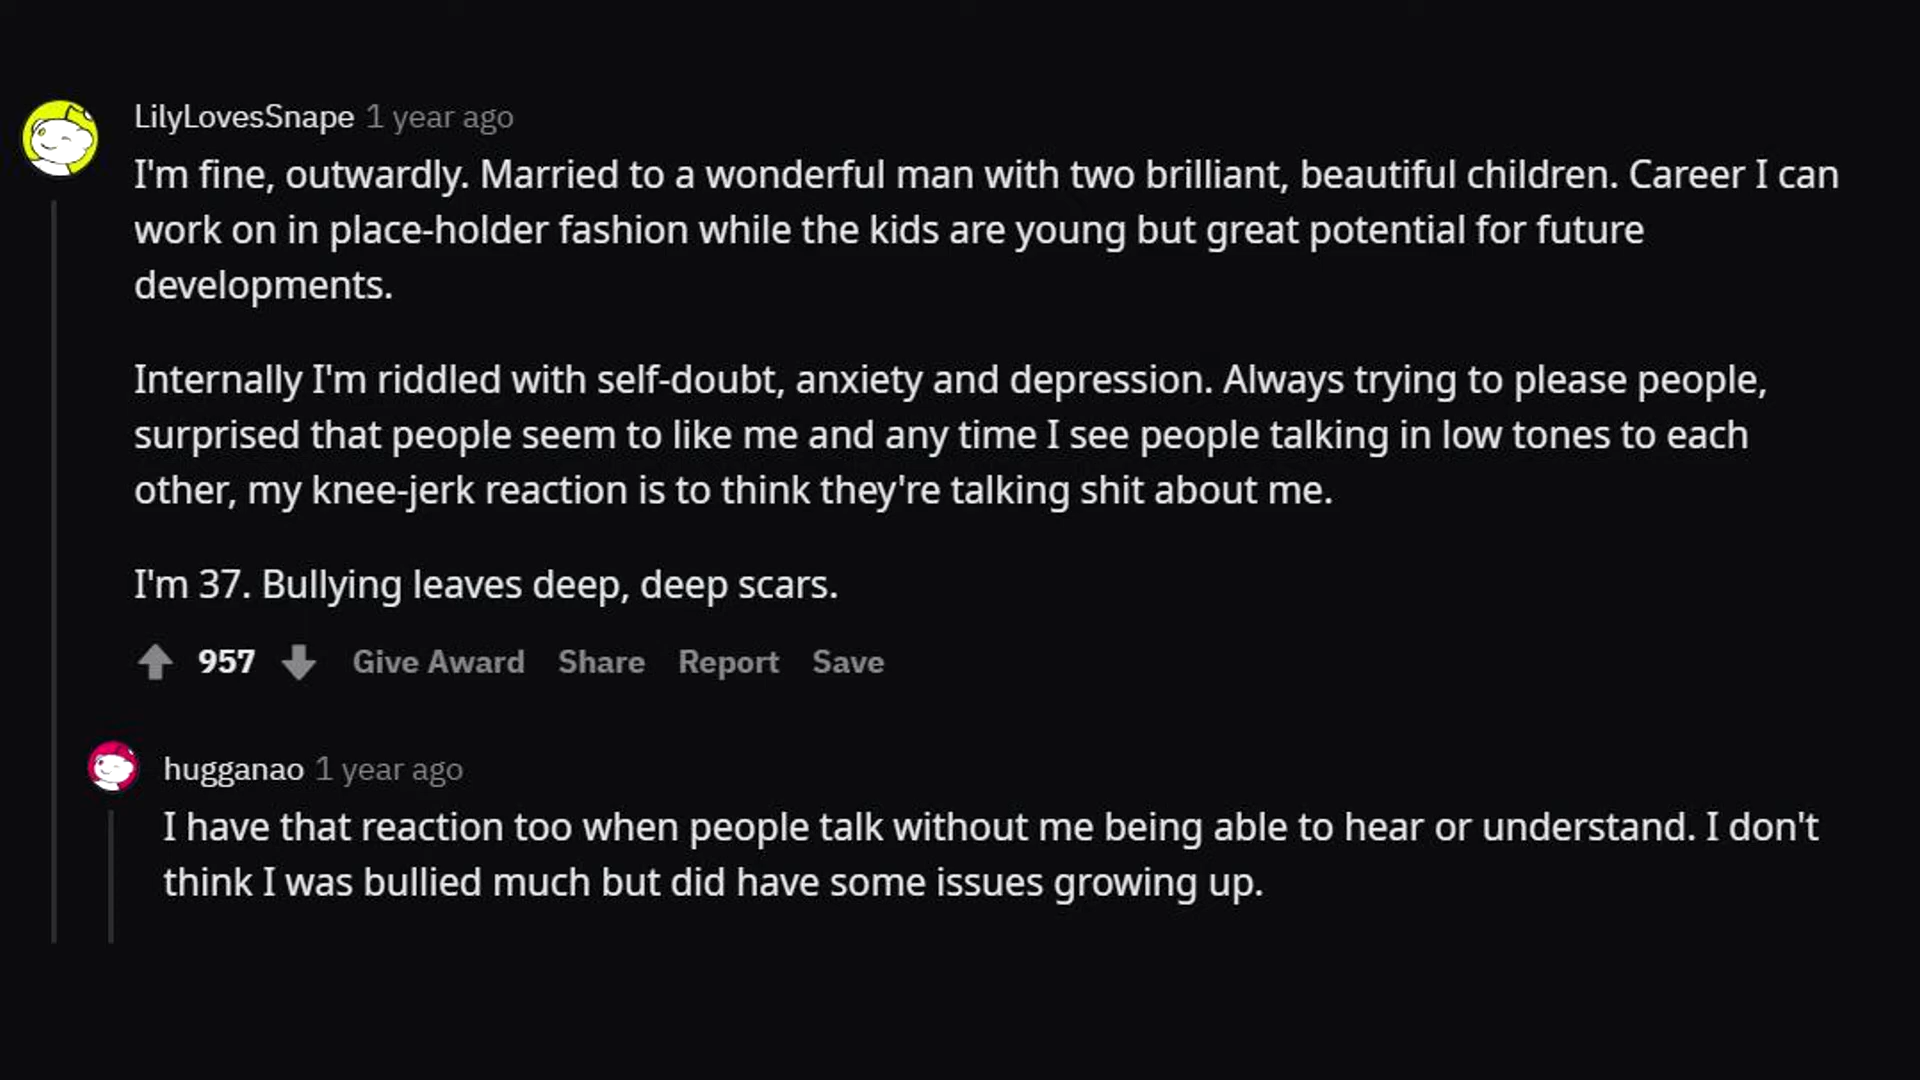 LilyLovesSnape 1 year ago
I'm fine, outwardly. Married to a wonderful man with two brilliant, beautiful children. Career I can
work on in place-holder fashion while the kids are young but great potential for future
developments.
Internally I'm riddled with self-doubt, anxiety and depression. Always trying to please people,
surprised that people seem to like me and any time I see people talking in low tones to each
other, my knee-jerk reaction is to think they're talking shit about me.
I'm 37. Bullying leaves deep, deep scars.
957 Give Award Share Report Save
hugganao 1 year ago
I have that reaction too when people talk without me being able to hear or understand. I don't
think I was bullied much but did have some issues growing up.